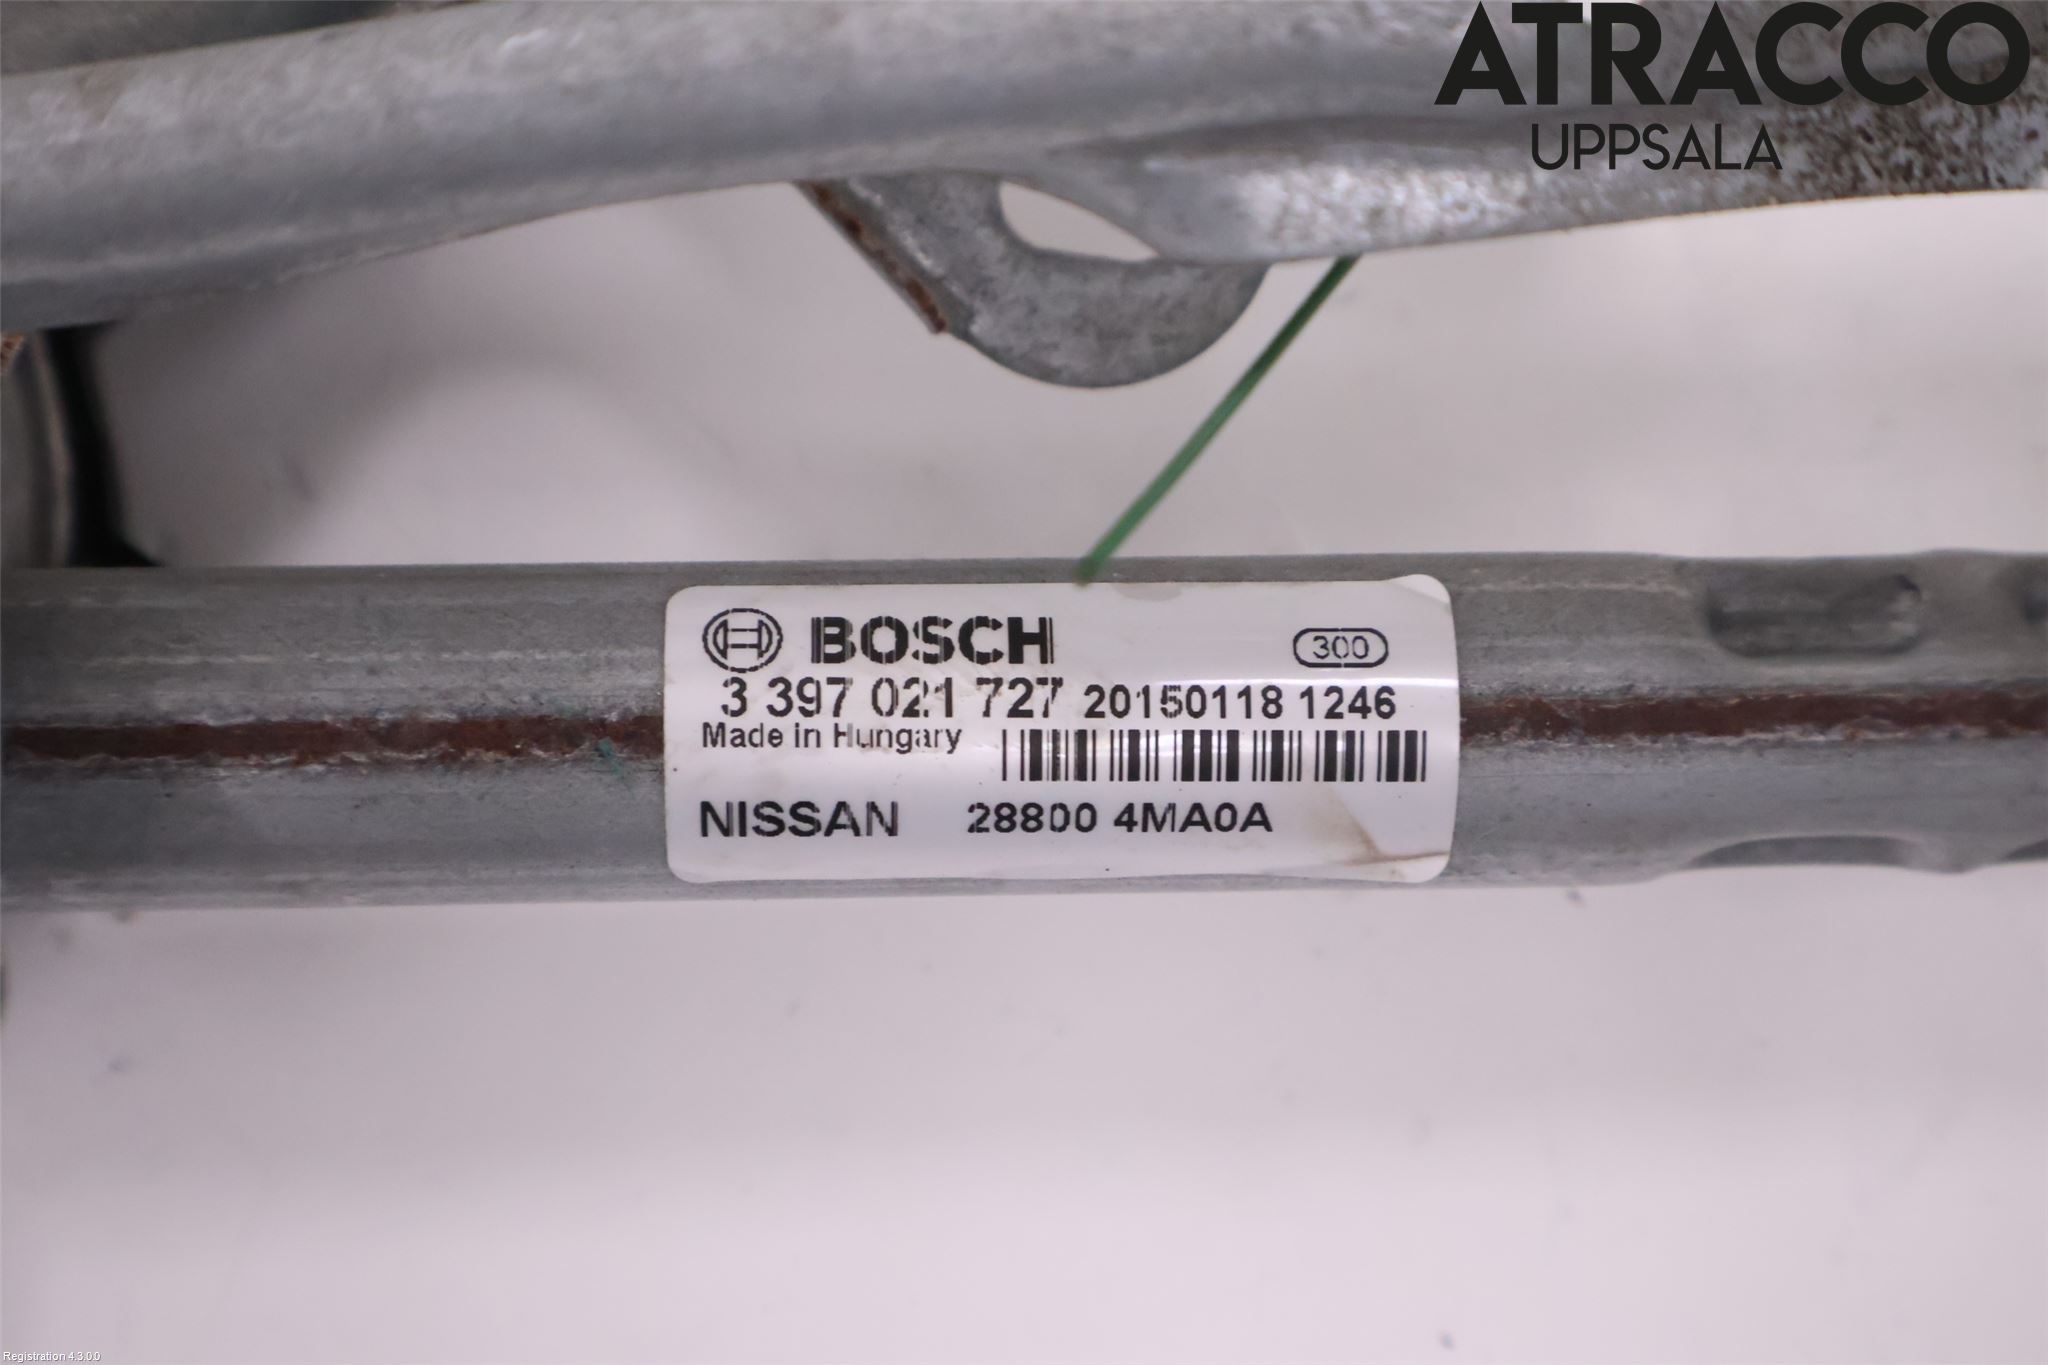 ATRACCO
UPPSALA
BOSCH
300
3 397 021 727 20150118 1246
Made in Hungary
NISSAN 28800 4MA0A
Registration 4.3.0.0